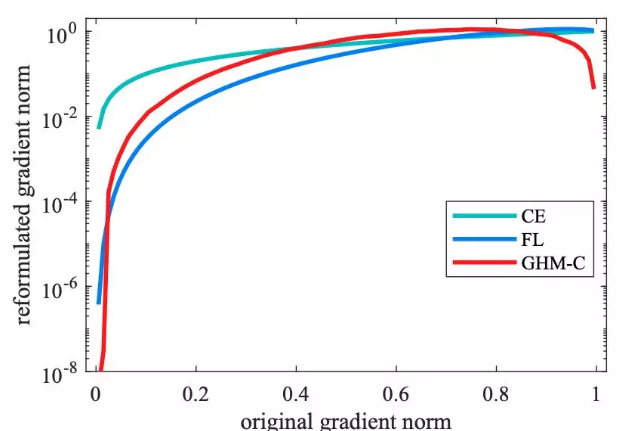 reformulated gradient norm
10^0
10^-2
10^-4
10^-6
10^-8
CE
FL
GHM-C
0 0.2 0.4 0.6 0.8 1
original gradient norm